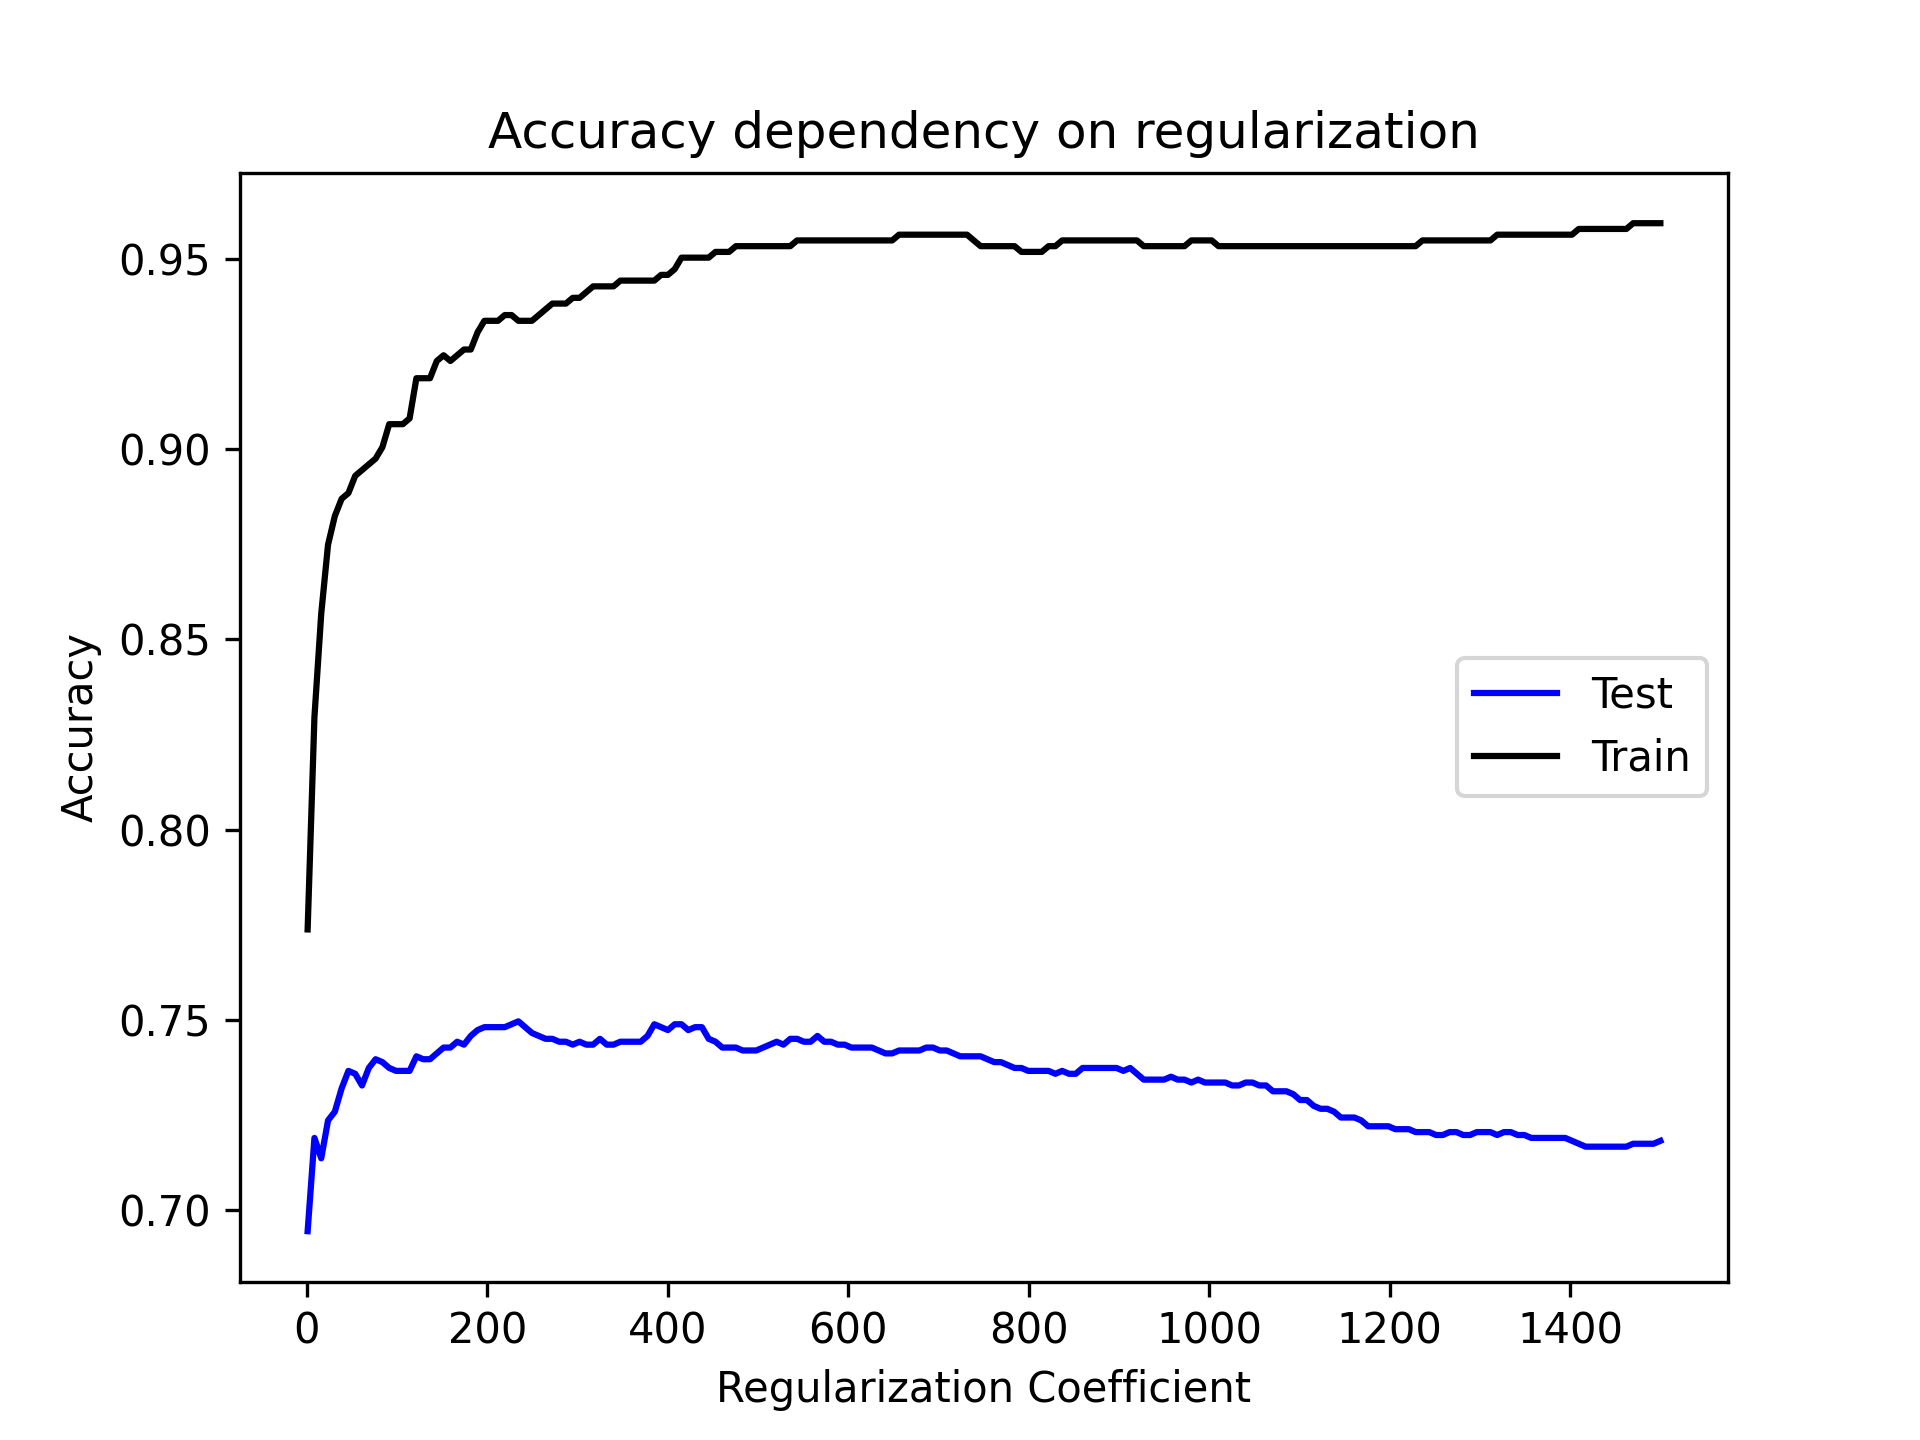 Accuracy dependency on regularization
Accuracy
0.95
0.90
0.85
0.80
0.75
0.70
Test
Train
0 200 400 600 800 1000 1200 1400
Regularization Coefficient